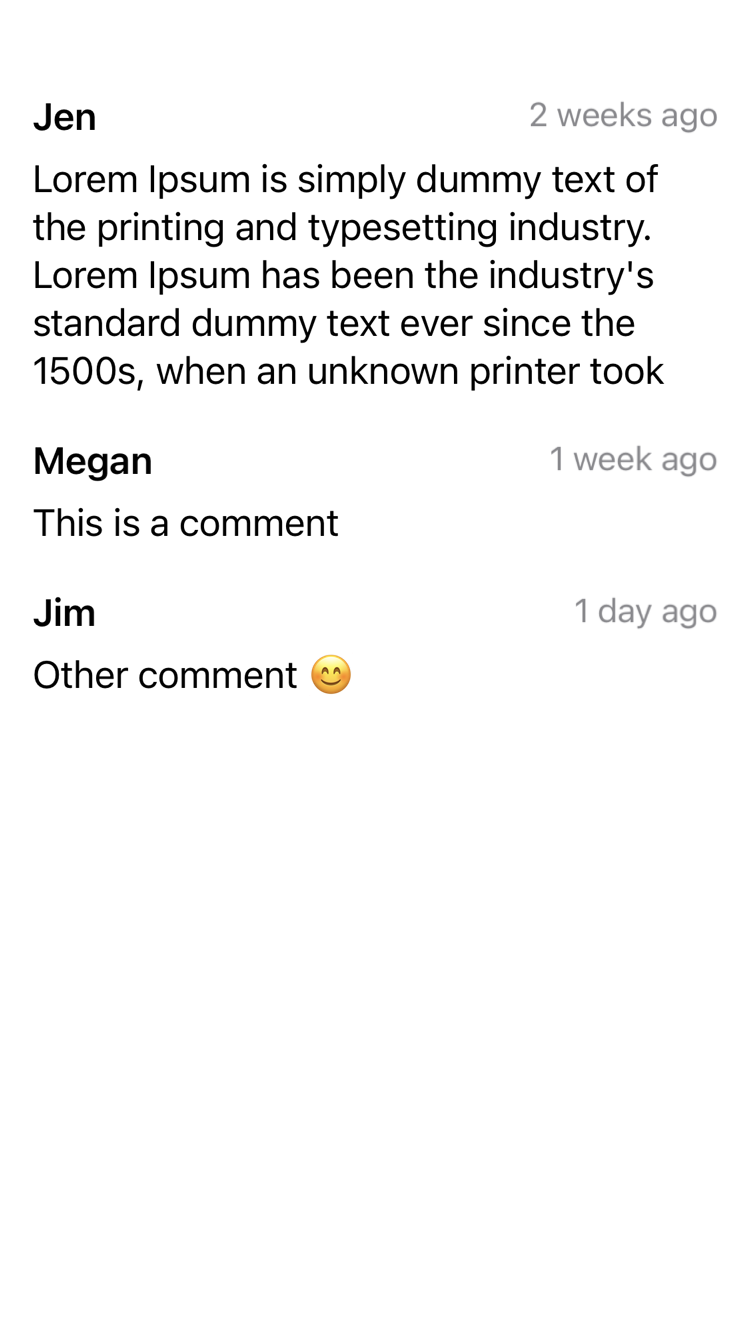 Jen 2 weeks ago
Lorem Ipsum is simply dummy text of
the printing and typesetting industry.
Lorem Ipsum has been the industry's
standard dummy text ever since the
1500s, when an unknown printer took
Megan 1 week ago
This is a comment
Jim 1 day ago
Other comment 😊